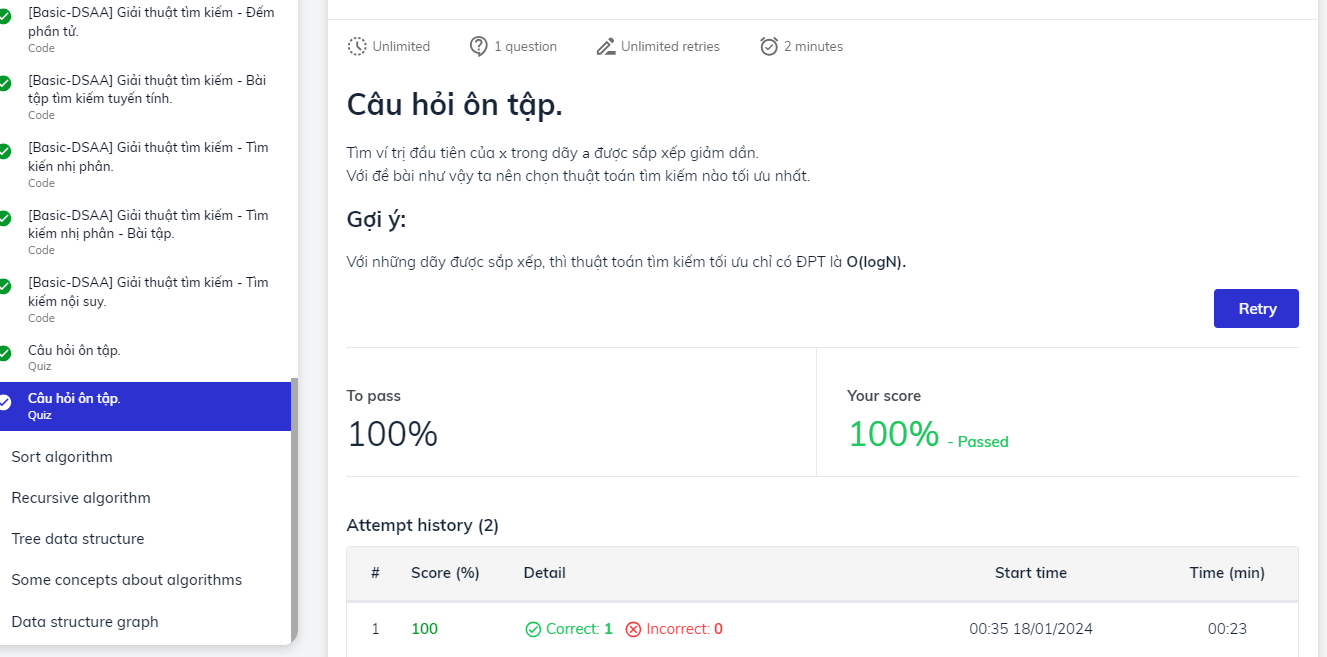 [Basic-DSAA] Giải thuật tìm kiếm - Đếm
phần tử.
Code
[Basic-DSAA] Giải thuật tìm kiếm - Bài
tập tìm kiếm tuyến tính.
Code
[Basic-DSAA] Giải thuật tìm kiếm - Tìm
kiến nhị phân.
Code
[Basic-DSAA] Giải thuật tìm kiếm - Tìm
kiếm nhị phân - Bài tập.
Code
[Basic-DSAA] Giải thuật tìm kiếm - Tìm
kiếm nội suy.
Code
Câu hỏi ôn tập.
Quiz
Câu hỏi ôn tập.
Quiz
Sort algorithm
Recursive algorithm
Tree data structure
Some concepts about algorithms
Data structure graph
Unlimited 1 question Unlimited retries 2 minutes
Câu hỏi ôn tập.
Tìm ví trị đầu tiên của x trong dãy a được sắp xếp giảm dần.
Với đề bài như vậy ta nên chọn thuật toán tìm kiếm nào tối ưu nhất.
Gợi ý:
Với những dãy được sắp xếp, thì thuật toán tìm kiếm tối ưu chỉ có ĐPT là O(logN).
Retry
To pass
100%
Your score
100% - Passed
Attempt history (2)
# Score (%) Detail Start time Time (min)
1 100 Correct: 1 Incorrect: 0 00:35 18/01/2024 00:23